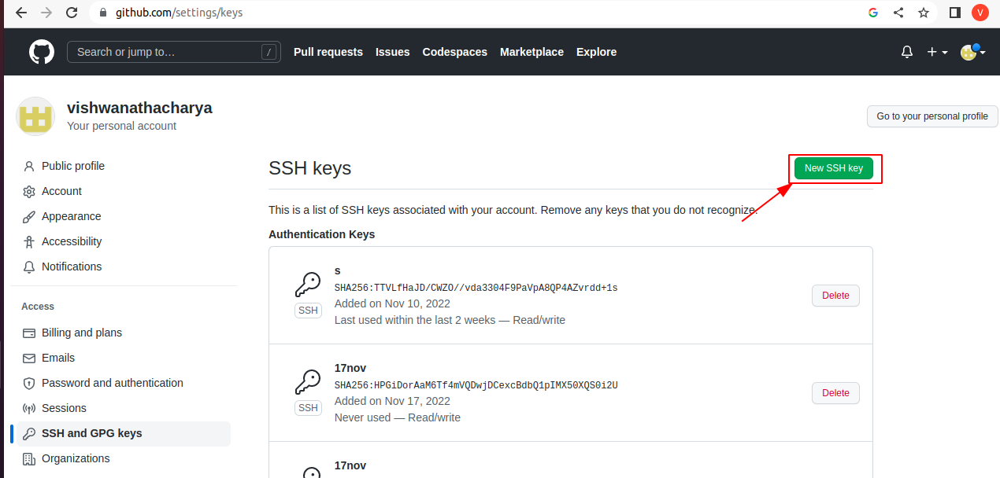 github.com/settings/keys
V
Search or jump to…
/
Pull requests
Issues
Codespaces
Marketplace
Explore
vishwanathacharya
Your personal account
Go to your personal profile
Public profile
Account
Appearance
Accessibility
Notifications
Access
Billing and plans
Emails
Password and authentication
Sessions
SSH and GPG keys
Organizations
SSH keys
New SSH key
This is a list of SSH keys associated with your account. Remove any keys that you do not recognize.
Authentication Keys
s
SHA256:TTVLfHaJD/CWZO//vda3304F9PaVpA8QP4AZvrdd+1s
Added on Nov 10, 2022
Last used within the last 2 weeks — Read/write
SSH
Delete
17nov
SHA256:HPGiDorAaM6Tf4mVQDwjDCexcBdbQ1pIMX50XQS0i2U
Added on Nov 17, 2022
Never used — Read/write
SSH
Delete
17nov